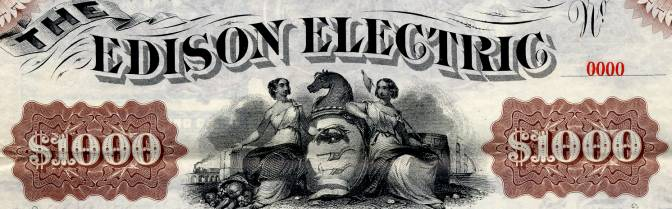 THE
EDISON ELECTRIC
No.
0000
$1000
$1000